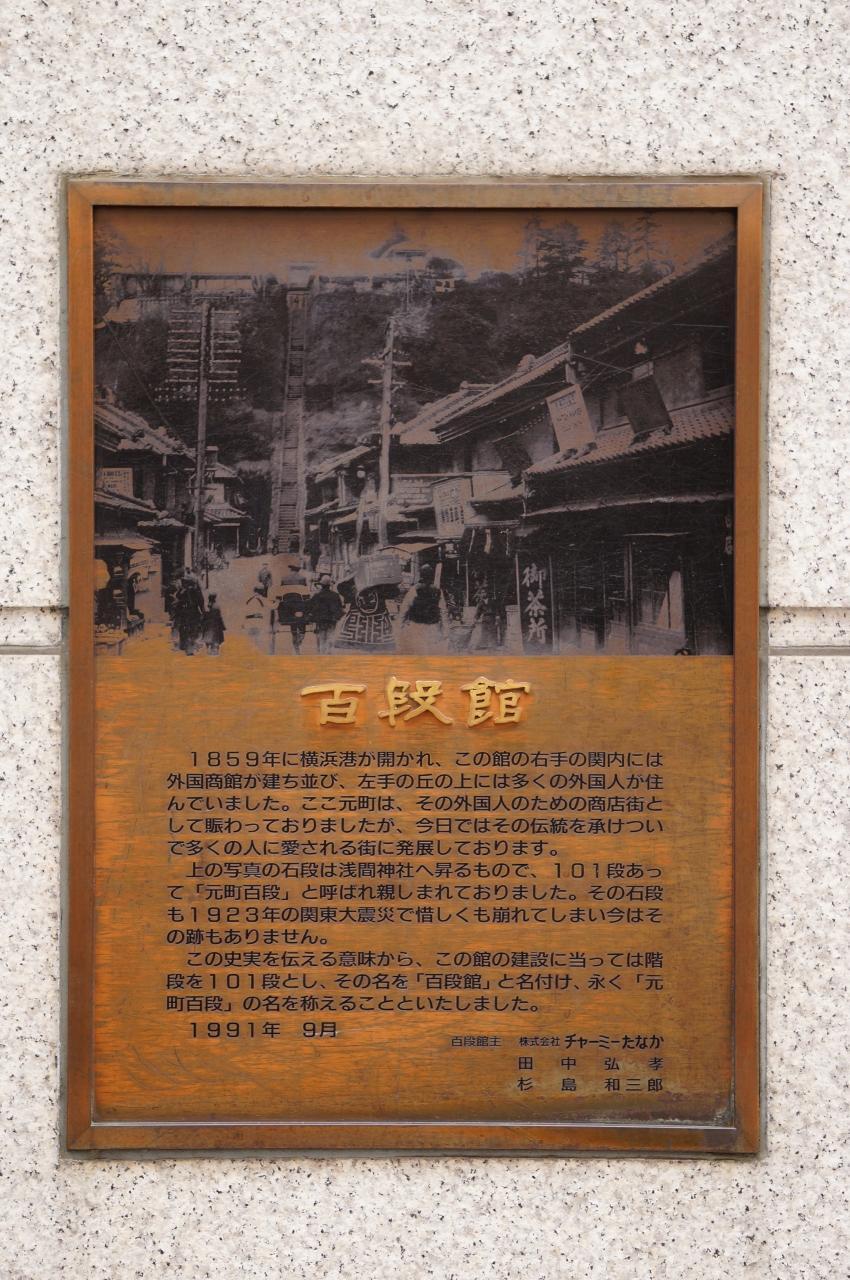 御茶所
百段館
1859年に横浜港が開かれ、この館の右手の関内には
外国商館が建ち並び、左手の丘の上には多くの外国人が住
んでいました。ここ元町は、その外国人のための商店街と
して賑わっておりましたが、今日ではその伝統を承けつい
で多くの人に愛される街に発展しております。
上の写真の石段は浅間神社へ昇るもので、101段あっ
て「元町百段」と呼ばれ親しまれておりました。その石段
も1923年の関東大震災で惜しくも崩れてしまい今はそ
の跡もありません。
この史実を伝える意味から、この館の建設に当っては階
段を101段とし、その名を「百段館」と名付け、永く「元
町百段」の名を称えることといたしました。
1991年 9月
百段館主 株式会社 チャーミーたなか
田中弘孝
杉島和三郎